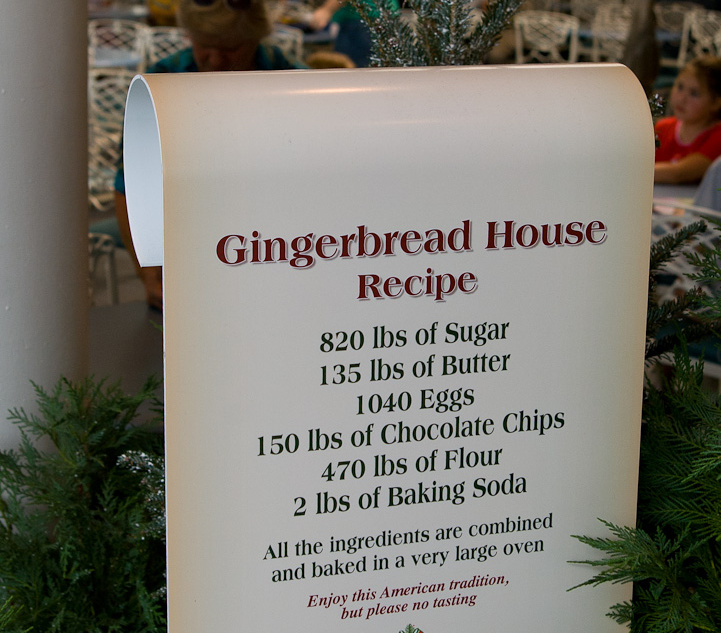 Gingerbread House
Recipe
820 lbs of Sugar
135 lbs of Butter
1040 Eggs
150 lbs of Chocolate Chips
470 lbs of Flour
2 lbs of Baking Soda
All the ingredients are combined
and baked in a very large oven
Enjoy this American tradition,
but please no tasting